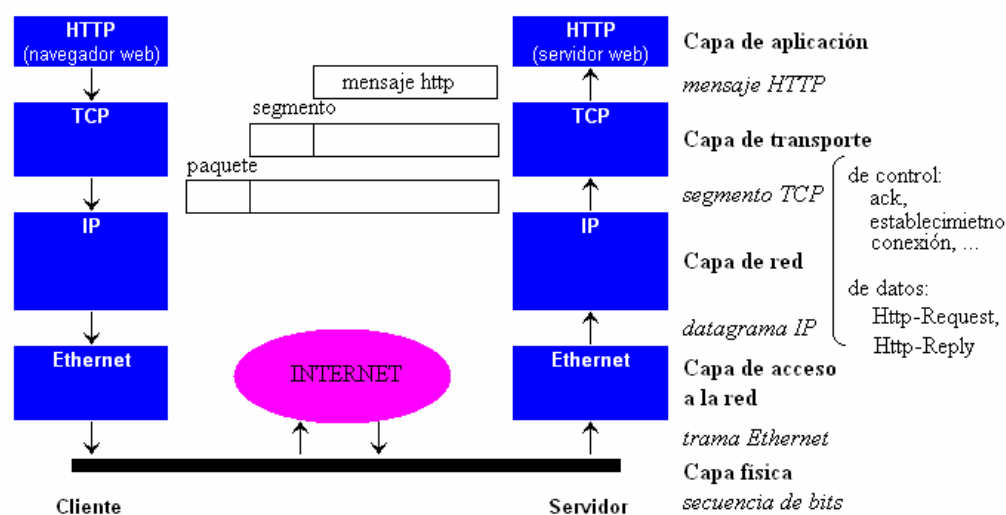 HTTP
(navegador web)
HTTP
(servidor web)
Capa de aplicación
mensaje http
mensaje HTTP
segmento
TCP
TCP
Capa de transporte
paquete
segmento TCP
de control:
ack,
establecimietno
conexión, ...
IP
IP
Capa de red
de datos:
Http-Request,
Http-Reply
datagrama IP
Ethernet
INTERNET
Ethernet
Capa de acceso
a la red
trama Ethernet
Capa física
Cliente
Servidor
secuencia de bits